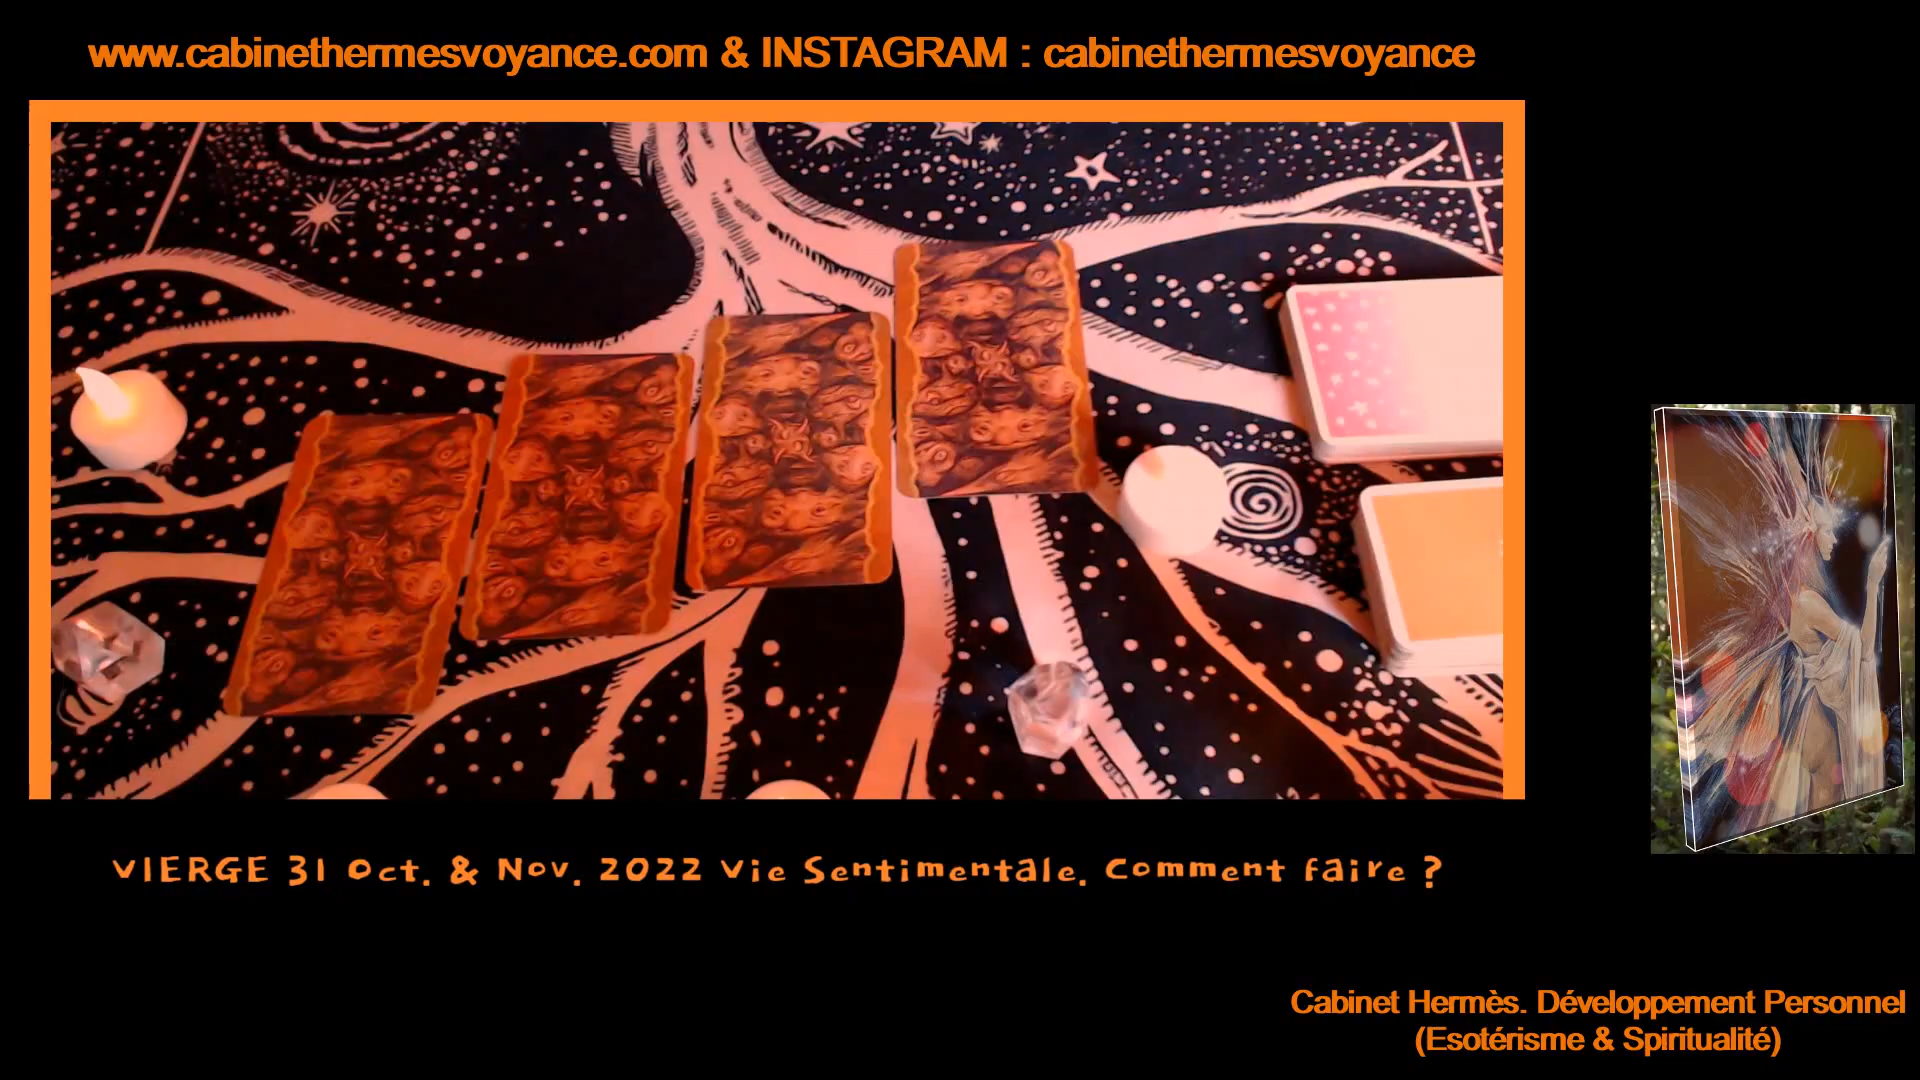 www.cabinethermesvoyance.com & INSTAGRAM : cabinethermesvoyance
VIERGE 31 Oct. & Nov. 2022 Vie Sentimentale. Comment faire ?
Cabinet Hermès. Développement Personnel
(Esotérisme & Spiritualité)